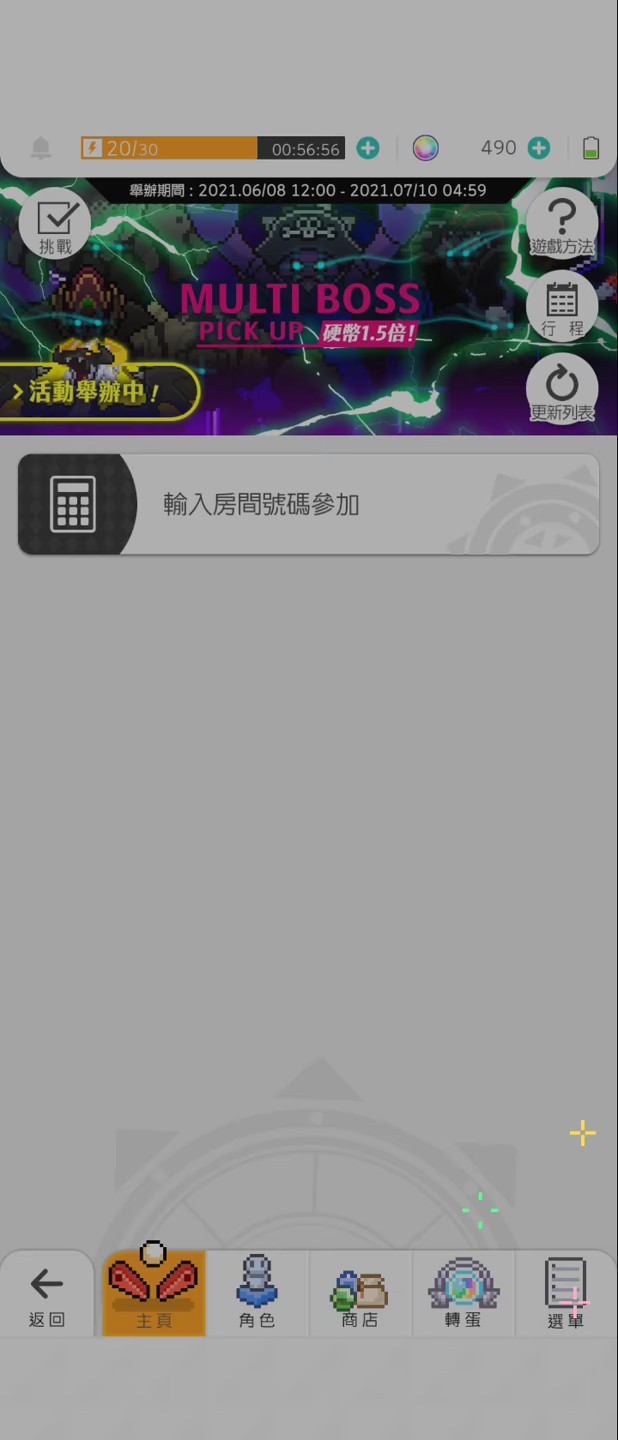 20/30
00:56:56
490
舉辦期間：2021.06/08 12:00 - 2021.07/10 04:59
挑戰
遊戲方法
MULTI BOSS
PICK UP 硬幣1.5倍!
行 程
>活動舉辦中!
更新列表
輸入房間號碼參加
返回
主頁
角色
商店
轉蛋
選單